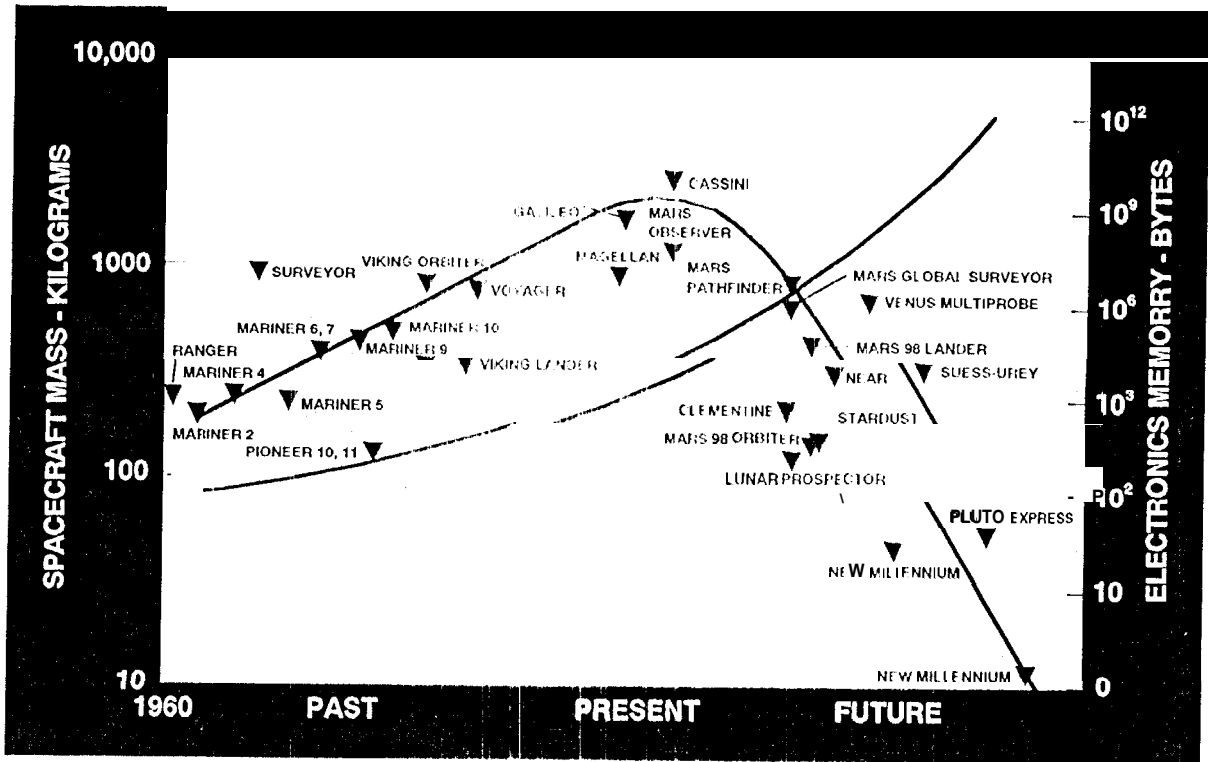 10,000
1000
100
10
SPACECRAFT MASS - KILOGRAMS
CASSINI
GALILEO
MARS
OBSERVER
MAGELLAN
MARS
PATHFINDER
MARS GLOBAL SURVEYOR
VENUS MULTIPROBE
SURVEYOR
VIKING ORBITER
VOYAGER
MARINER 6, 7
MARINER 10
MARINER 9
RANGER
MARINER 4
VIKING LANDER
MARS 98 LANDER
NEAR
SUESS-UREY
MARINER 5
MARINER 2
CLEMENTINE
STARDUST
PIONEER 10, 11
MARS 98 ORBITER
LUNAR PROSPECTOR
PLUTO EXPRESS
NEW MILLENNIUM
NEW MILLENNIUM
10¹²
10⁹
10⁶
10³
10²
10
0
ELECTRONICS MEMORRY - BYTES
1960
PAST
PRESENT
FUTURE